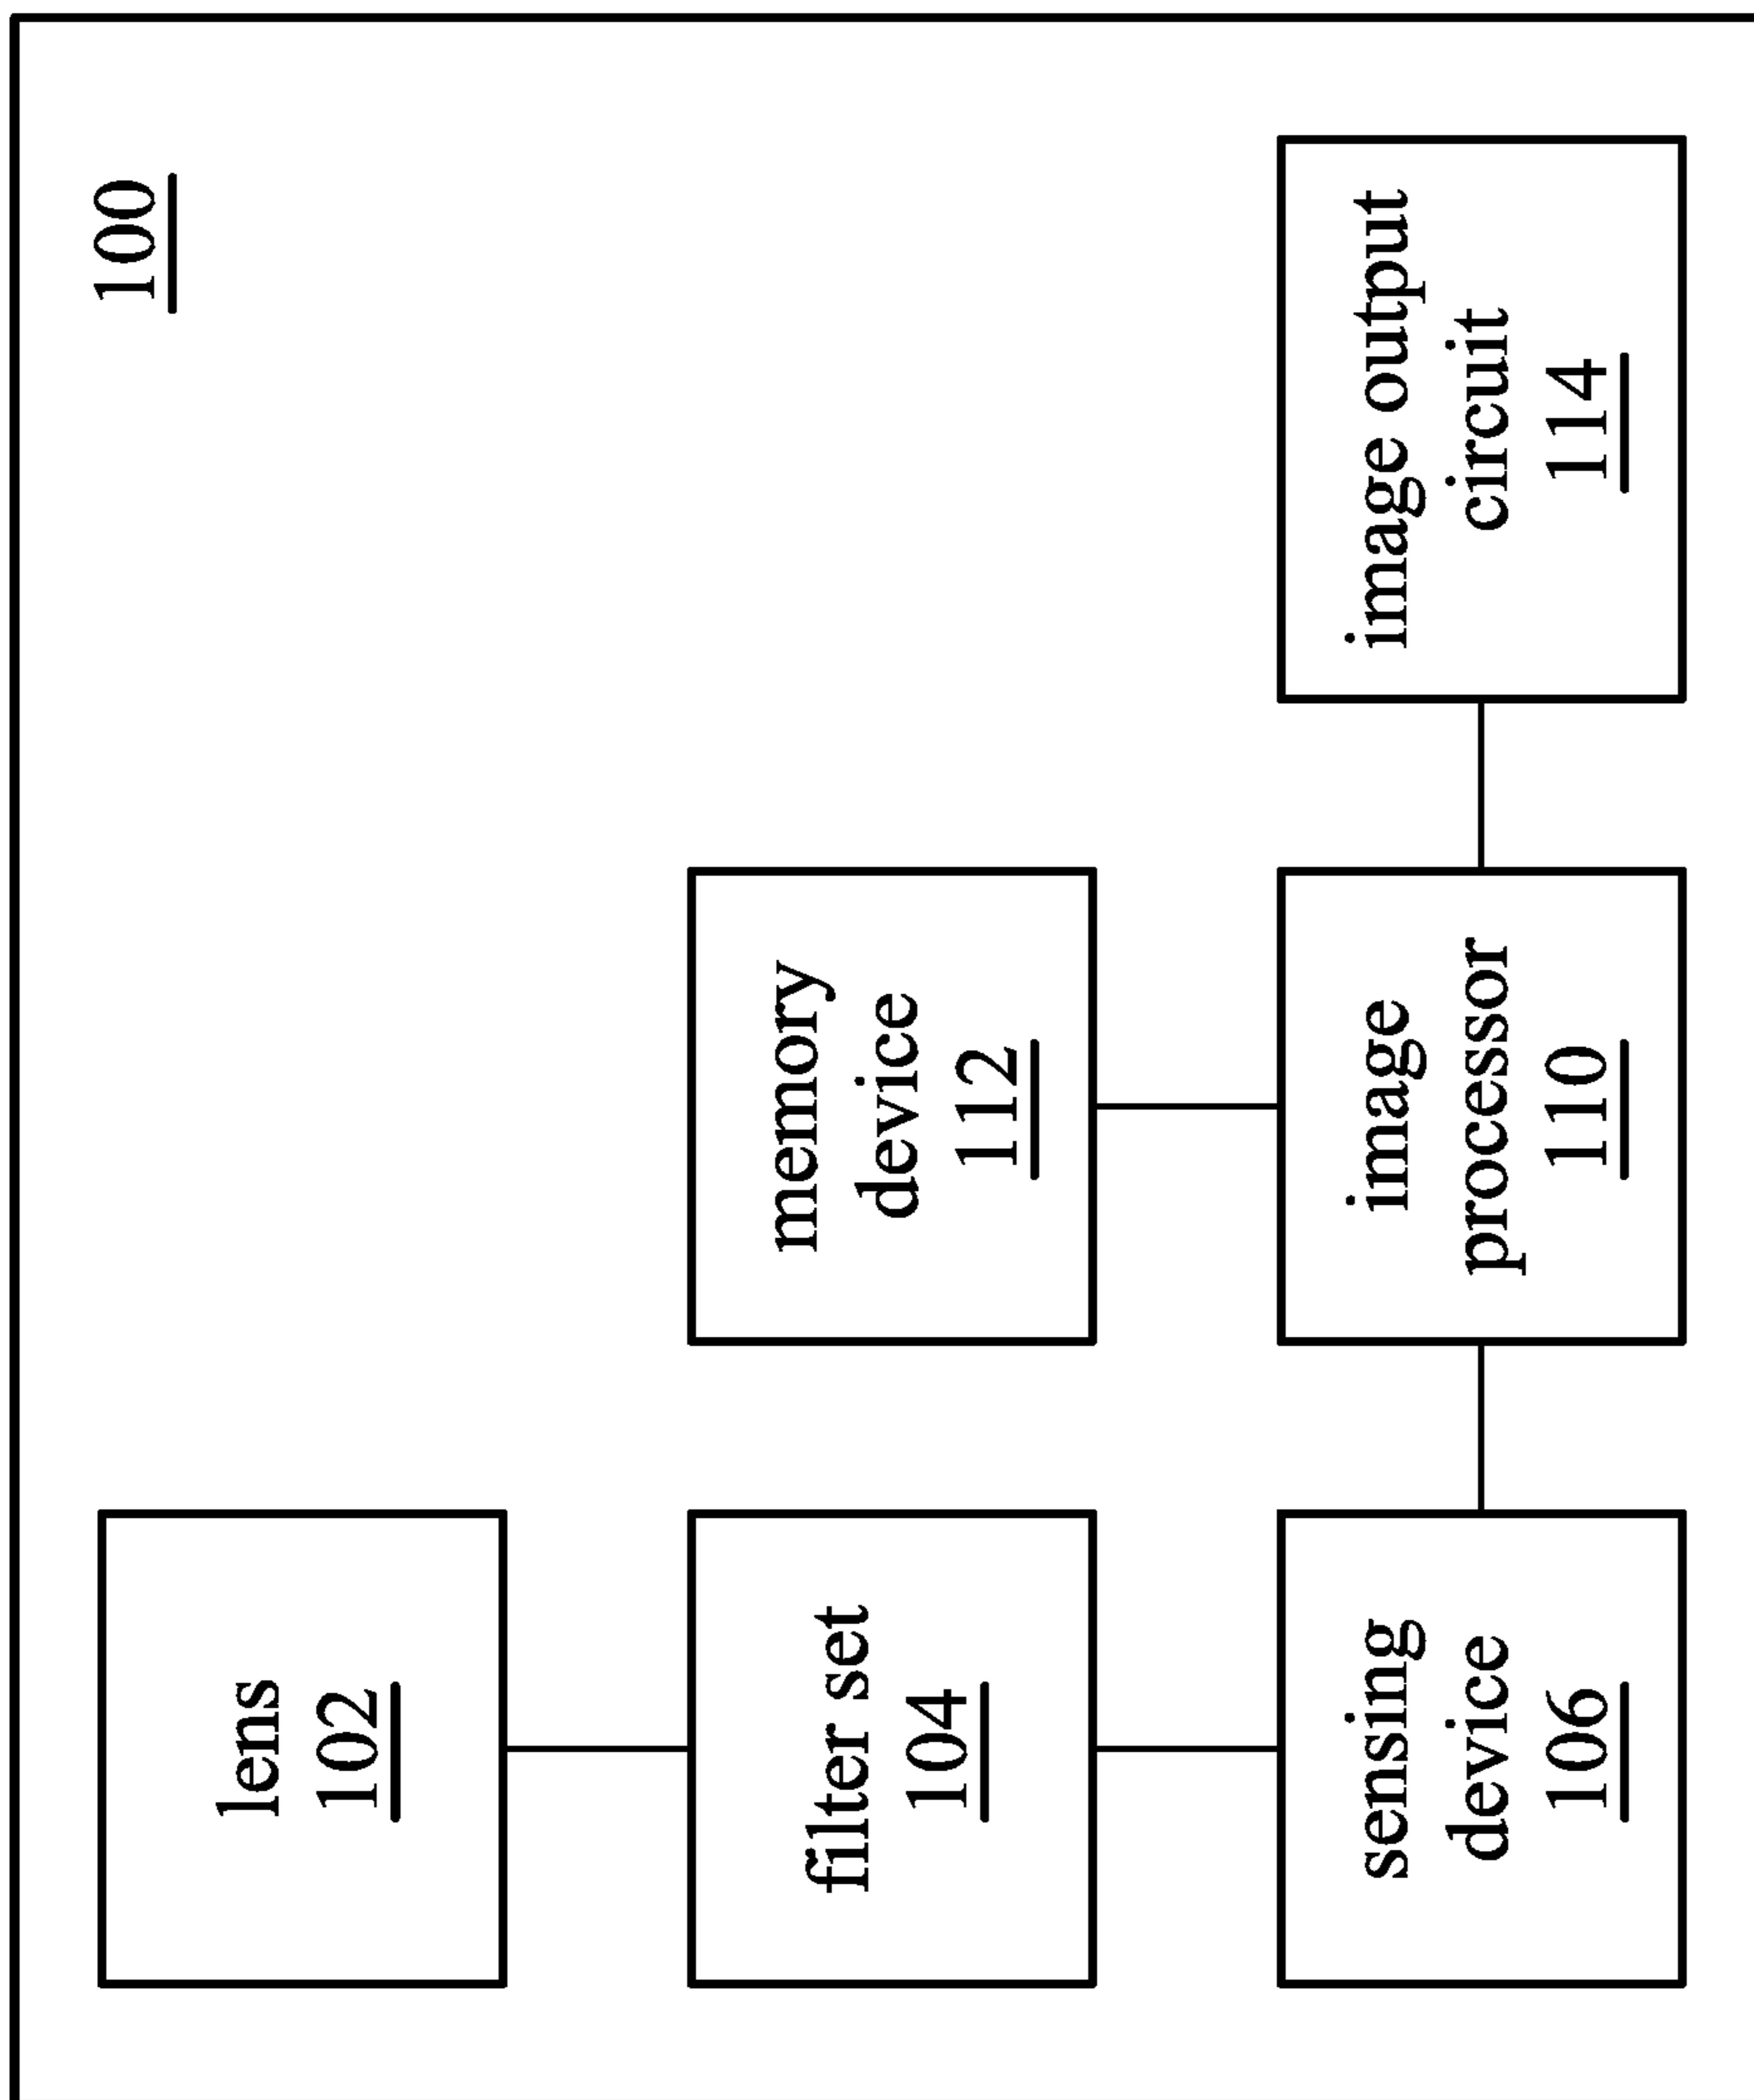 100
lens
102
filter set
104
memory
device
112
sensing
device
106
image
processor
110
image output
circuit
114